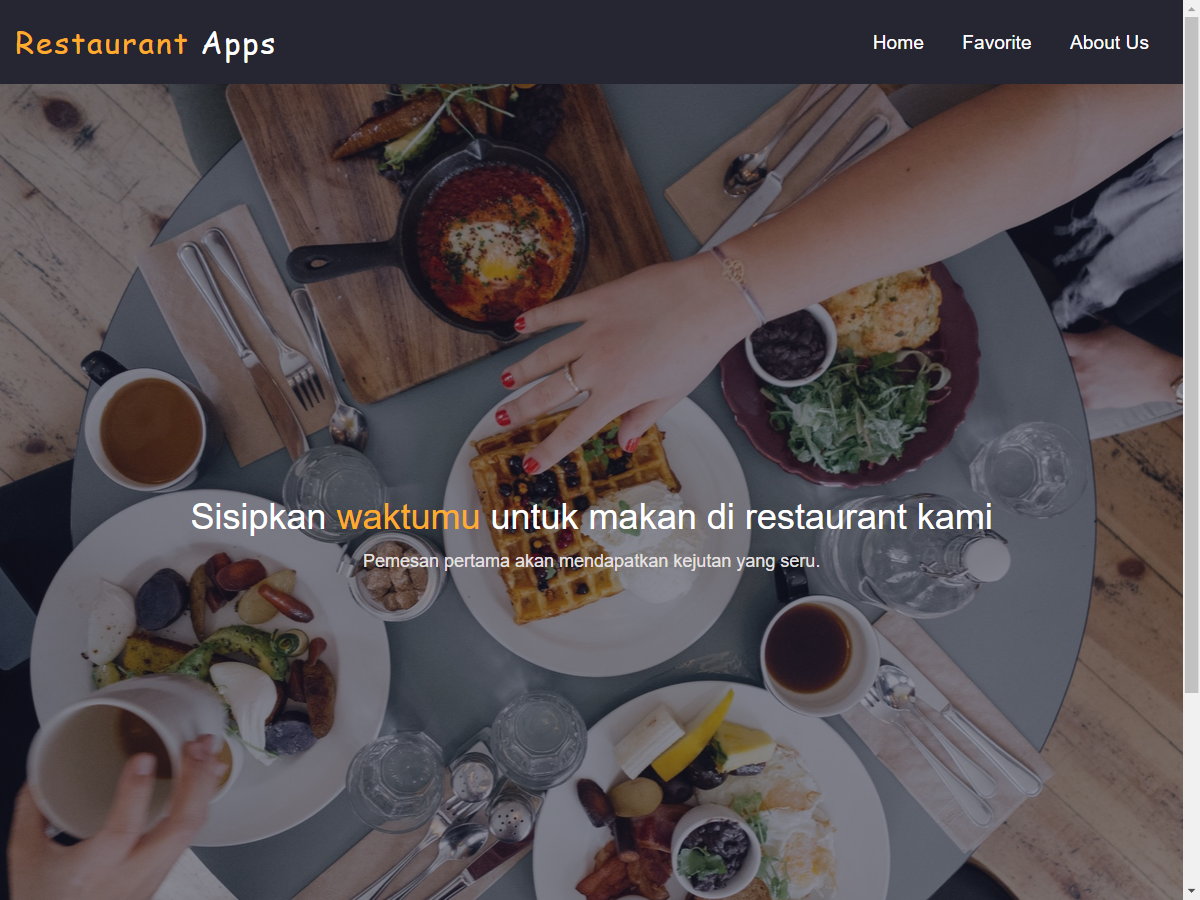 Restaurant Apps
Home Favorite About Us
Sisipkan waktumu untuk makan di restaurant kami
Pemesan pertama akan mendapatkan kejutan yang seru.